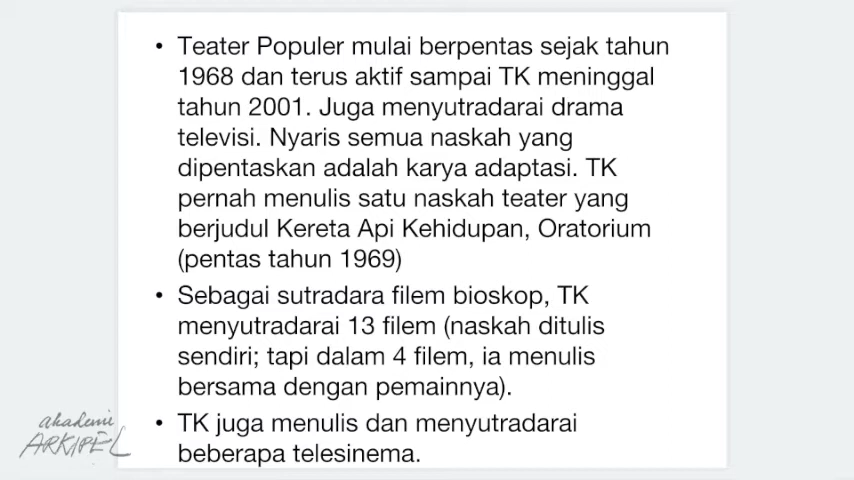 • Teater Populer mulai berpentas sejak tahun
1968 dan terus aktif sampai TK meninggal
tahun 2001. Juga menyutradarai drama
televisi. Nyaris semua naskah yang
dipentaskan adalah karya adaptasi. TK
pernah menulis satu naskah teater yang
berjudul Kereta Api Kehidupan, Oratorium
(pentas tahun 1969)
• Sebagai sutradara filem bioskop, TK
menyutradarai 13 filem (naskah ditulis
sendiri; tapi dalam 4 filem, ia menulis
bersama dengan pemainnya).
• TK juga menulis dan menyutradarai
beberapa telesinema.
akademi
ARKIPEL